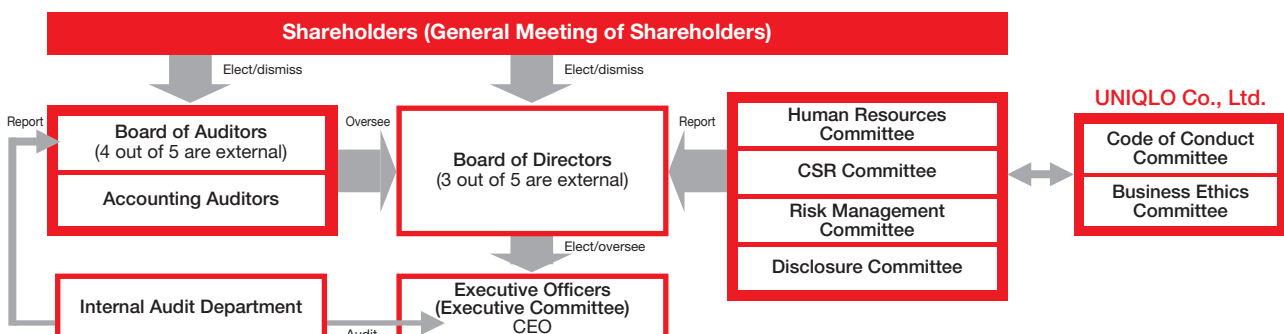 Shareholders (General Meeting of Shareholders)
Elect/dismiss
Elect/dismiss
Report
Board of Auditors
(4 out of 5 are external)
Accounting Auditors
Oversee
Board of Directors
(3 out of 5 are external)
Report
Human Resources
Committee
CSR Committee
Risk Management
Committee
Disclosure Committee
UNIQLO Co., Ltd.
Code of Conduct
Committee
Business Ethics
Committee
Elect/oversee
Internal Audit Department
Audit
Executive Officers
(Executive Committee)
CEO